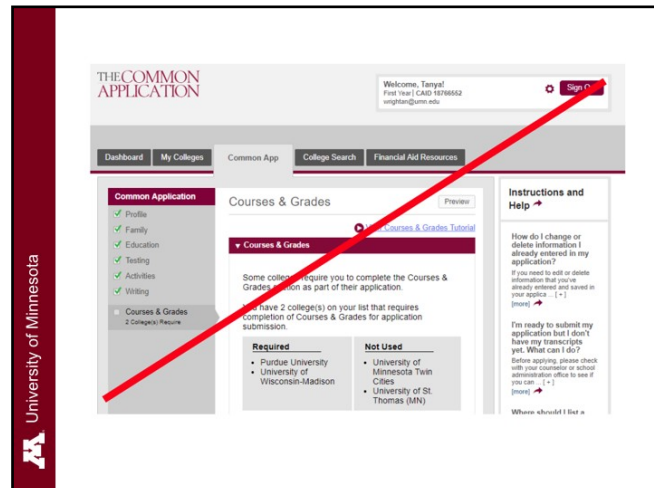 THE COMMON
APPLICATION
Welcome, Tanya!
First Year | CAID 18766552
wrightan@umn.edu
Sign
Dashboard
My Colleges
Common App
College Search
Financial Aid Resources
Common Application
Profile
Family
Education
Testing
Activities
Writing
Courses & Grades
2 College(s) Require
Courses & Grades
Preview
Courses & Grades Tutorial
Courses & Grades
Some colleges require you to complete the Courses &
Grades section as part of their application.
You have 2 college(s) on your list that requires
completion of Courses & Grades for application
submission.
Required
Purdue University
University of
Wisconsin-Madison
Not Used
University of
Minnesota Twin
Cities
University of St.
Thomas (MN)
Instructions and
Help
How do I change or
delete information I
already entered in my
application?
If you need to edit or delete
information that you've
already entered and saved in
your applica ... [ + ]
[more]
I'm ready to submit my
application but I don't
have my transcripts
yet. What can I do?
Before applying, please check
with your counselor or school
administration office to see if
you can ... [ + ]
[more]
Where should I list a
University of Minnesota
M